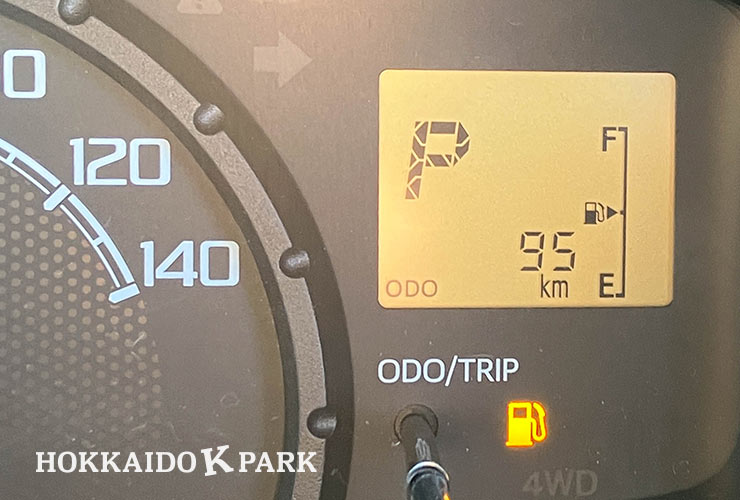 0
120
140
P
F
95
ODO
km
E
ODO/TRIP
4WD
HOKKAIDO K PARK